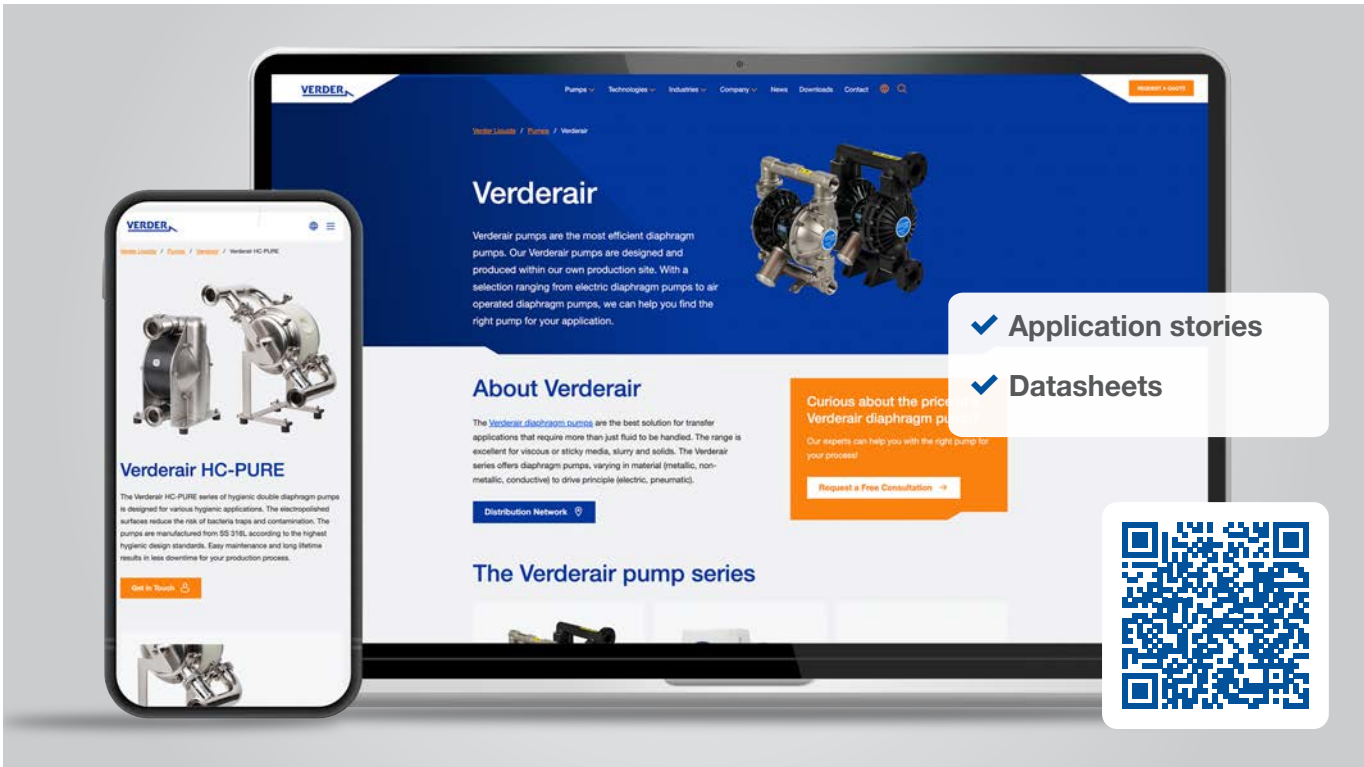 VERDER
Pumps
Technologies
Industries
Company
News
Downloads
Contact
REQUEST A QUOTE
Verder Liquids / Pumps / Verderair
Verderair
Verderair pumps are the most efficient diaphragm
pumps. Our Verderair pumps are designed and
produced within our own production site. With a
selection ranging from electric diaphragm pumps to air
operated diaphragm pumps, we can help you find the
right pump for your application.
About Verderair
The Verderair diaphragm pumps are the best solution for transfer
applications that require more than just fluid to be handled. The range is
excellent for viscous or sticky media, slurry and solids. The Verderair
series offers diaphragm pumps, varying in material (metallic, non-
metallic, conductive) to drive principle (electric, pneumatic).
Distribution Network
Curious about the price
Verderair diaphragm
Our experts can help you with the right pump for
your process!
Request a Free Consultation →
The Verderair pump series
Application stories
Datasheets
VERDER
Verder Liquids / Pumps / Verderair / Verderair HC-PURE
Verderair HC-PURE
The Verderair HC-PURE series of hygienic double diaphragm pumps
is designed for various hygienic applications. The electropolished
surfaces reduce the risk of bacteria traps and contamination. The
pumps are manufactured from SS 316L according to the highest
hygienic design standards. Easy maintenance and long lifetime
results in less downtime for your production process.
Get in Touch